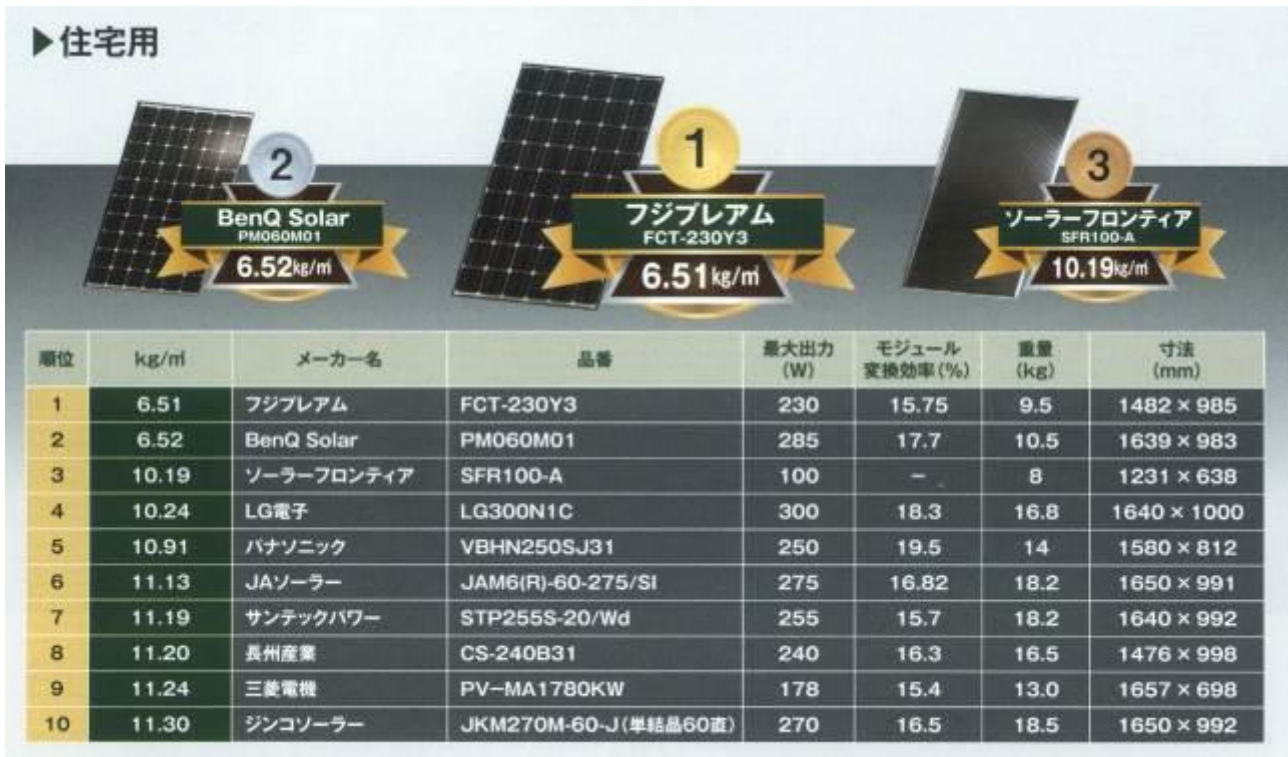 ▶住宅用
2
BenQ Solar
PM060M01
6.52kg/㎡
1
フジプレアム
FCT-230Y3
6.51kg/㎡
3
ソーラーフロンティア
SFR100-A
10.19kg/㎡
順位 kg/㎡ メーカー名 品番 最大出力(W) モジュール変換効率(%) 重量(kg) 寸法(mm)
1 6.51 フジプレアム FCT-230Y3 230 15.75 9.5 1482×985
2 6.52 BenQ Solar PM060M01 285 17.7 10.5 1639×983
3 10.19 ソーラーフロンティア SFR100-A 100 － 8 1231×638
4 10.24 LG電子 LG300N1C 300 18.3 16.8 1640×1000
5 10.91 パナソニック VBHN250SJ31 250 19.5 14 1580×812
6 11.13 JAソーラー JAM6(R)-60-275/SI 275 16.82 18.2 1650×991
7 11.19 サンテックパワー STP255S-20/Wd 255 15.7 18.2 1640×992
8 11.20 長州産業 CS-240B31 240 16.3 16.5 1476×998
9 11.24 三菱電機 PV-MA1780KW 178 15.4 13.0 1657×698
10 11.30 ジンコソーラー JKM270M-60-J(単結晶60直) 270 16.5 18.5 1650×992